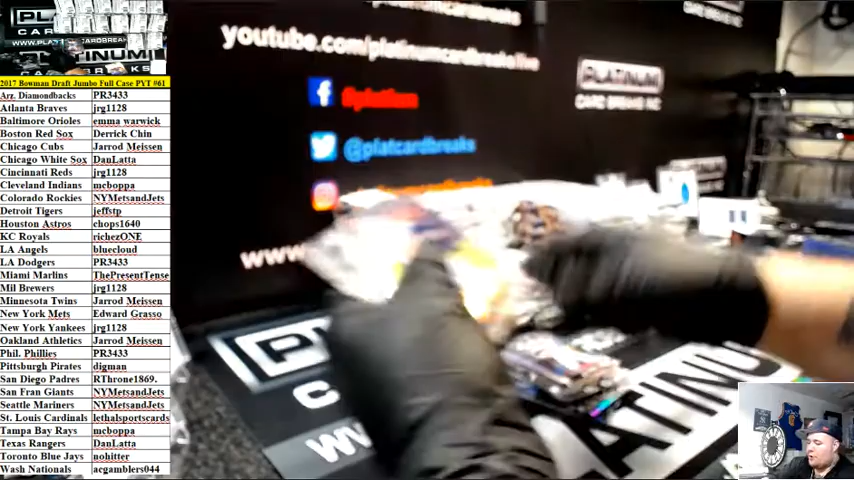 2017 Bowman Draft Jumbo Full Case PYT #61
Arz. Diamondbacks PR3433
Atlanta Braves jrg1128
Baltimore Orioles emma warwick
Boston Red Sox Derrick Chin
Chicago Cubs Jarrod Meissen
Chicago White Sox DanLatta
Cincinnati Reds jrg1128
Cleveland Indians mcboppa
Colorado Rockies NYMetsandJets
Detroit Tigers jeffstp
Houston Astros chops1640
KC Royals richezONE
LA Angels bluecloud
LA Dodgers PR3433
Miami Marlins ThePresentTense
Mil Brewers jrg1128
Minnesota Twins Jarrod Meissen
New York Mets Edward Grasso
New York Yankees jrg1128
Oakland Athletics Jarrod Meissen
Phil. Phillies PR3433
Pittsburgh Pirates digman
San Diego Padres RThrone1869.
San Fran Giants NYMetsandJets
Seattle Mariners NYMetsandJets
St. Louis Cardinals lethalsportscards
Tampa Bay Rays mcboppa
Texas Rangers DanLatta
Toronto Blue Jays nohitter
Wash Nationals acgamblers044
youtube.com/platinumcardbreakslive
PLATINUM
CARD BREAKS INC
@platcardbreaks
www.